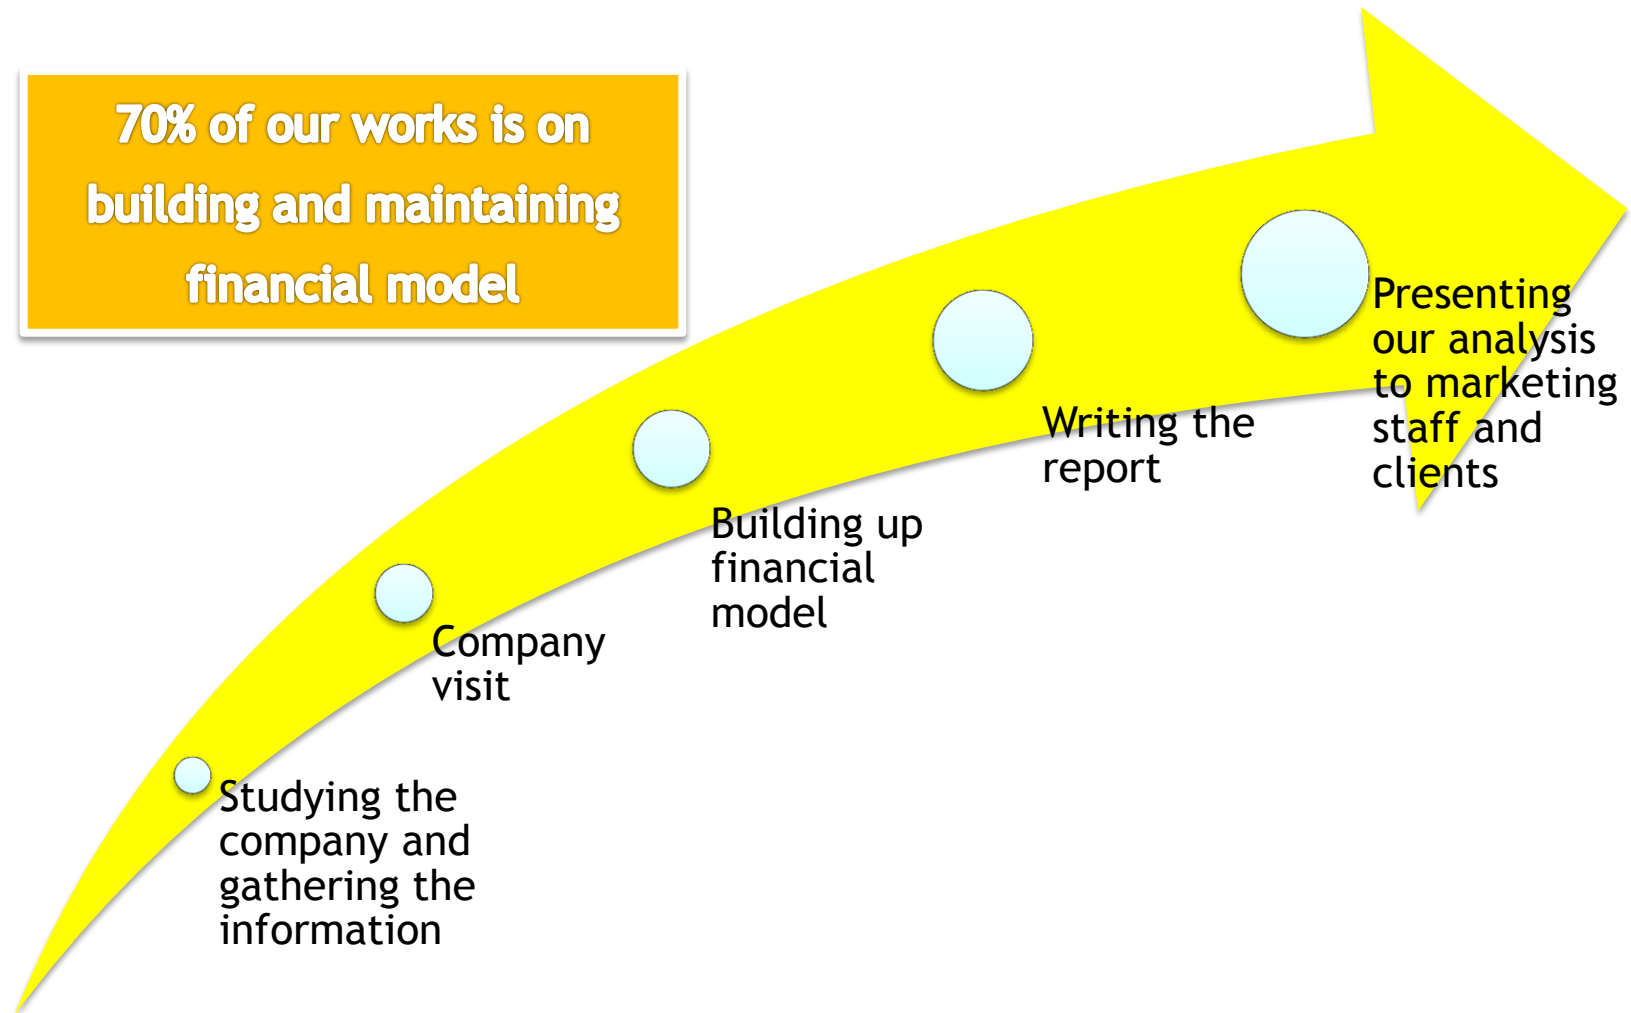 70% of our works is on
building and maintaining
financial model
Studying the
company and
gathering the
information
Company
visit
Building up
financial
model
Writing the
report
Presenting
our analysis
to marketing
staff and
clients